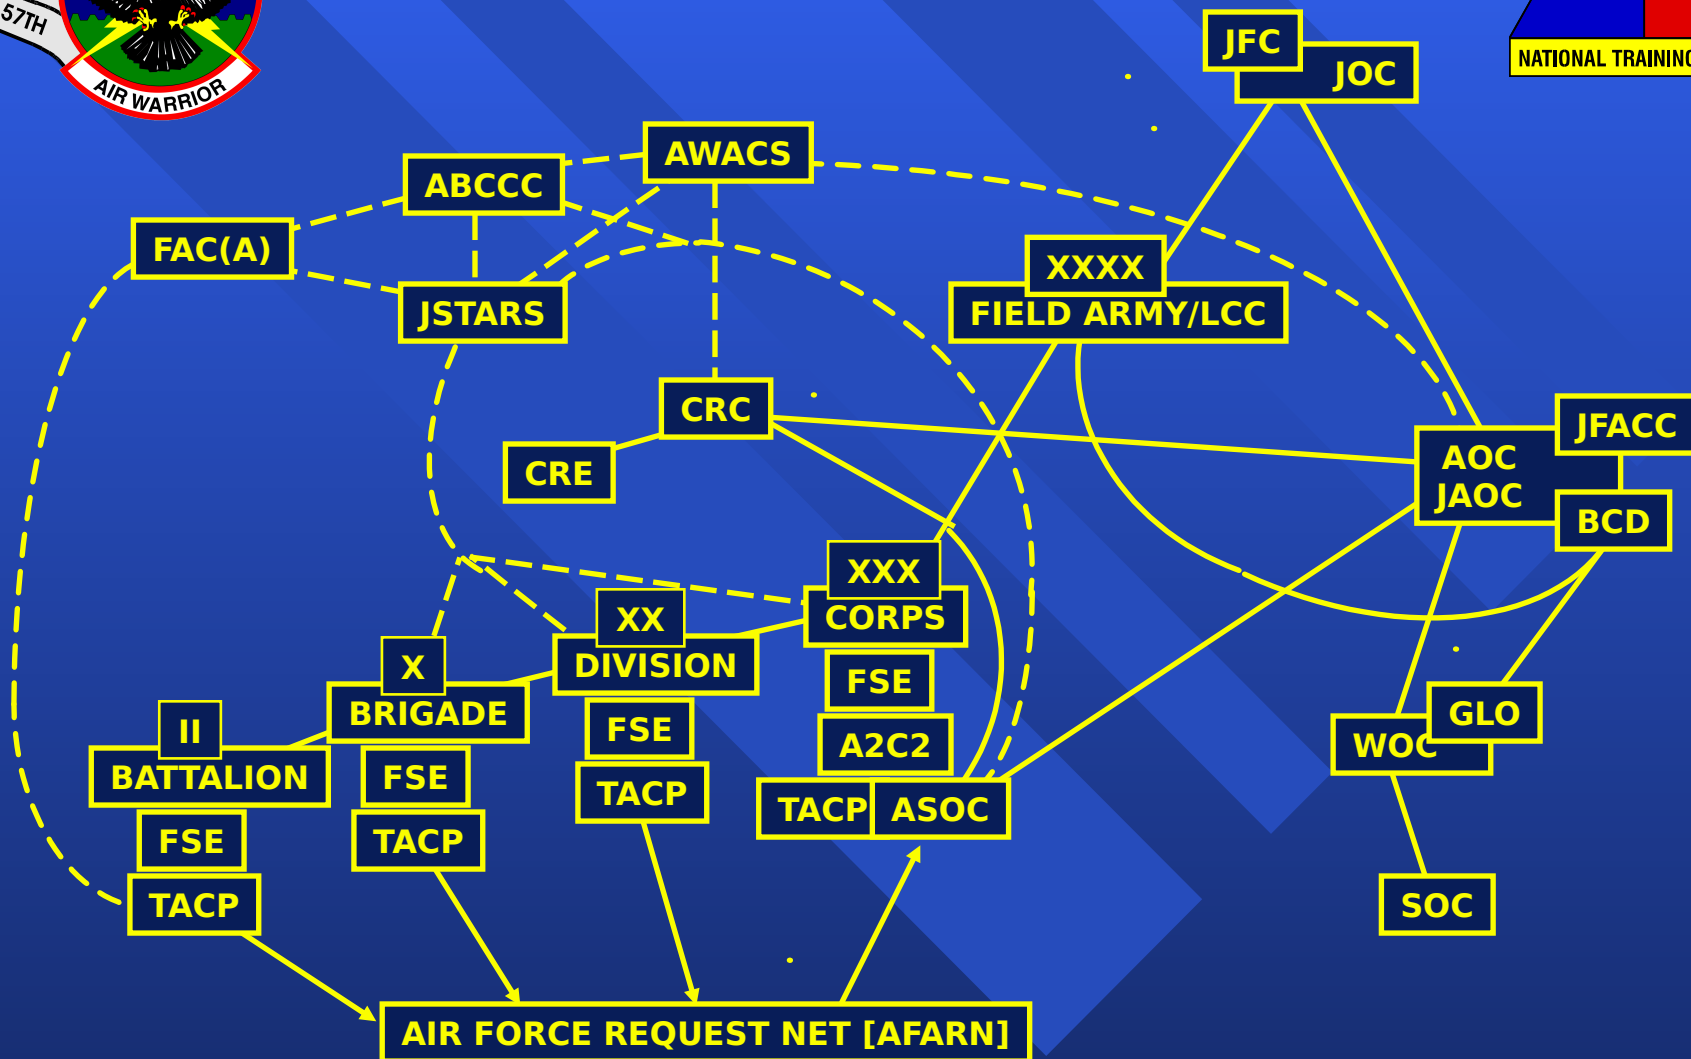 57TH
AIR WARRIOR
NATIONAL TRAINING
JFC
JOC
AWACS
ABCCC
FAC(A)
JSTARS
XXXX
FIELD ARMY/LCC
CRC
CRE
JFACC
AOC
JAOC
BCD
XXX
CORPS
FSE
A2C2
TACP
ASOC
XX
DIVISION
FSE
TACP
X
BRIGADE
FSE
TACP
II
BATTALION
FSE
TACP
GLO
WOC
SOC
AIR FORCE REQUEST NET [AFARN]